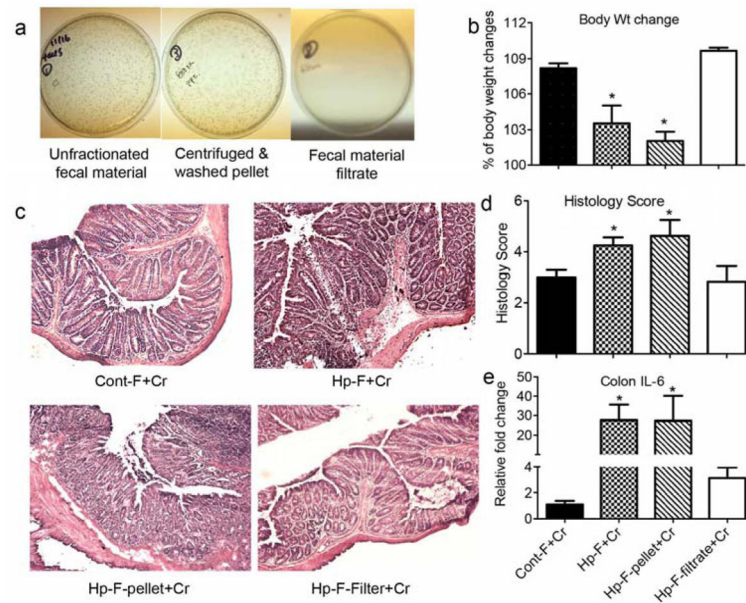 a
11/16
Unfractionated
fecal material
Centrifuged &
washed pellet
Fecal material
filtrate
b
Body Wt change
% of body weight changes
112
109
106
103
100
*
*
c
Cont-F+Cr
Hp-F+Cr
Hp-F-pellet+Cr
Hp-F-Filter+Cr
d
Histology Score
Histology Score
6
4
2
0
*
*
e
Colon IL-6
Relative fold change
50
40
30
20
10
4
2
0
*
*
Cont-F+Cr
Hp-F+Cr
Hp-F-pellet+Cr
Hp-F-filtrate+Cr